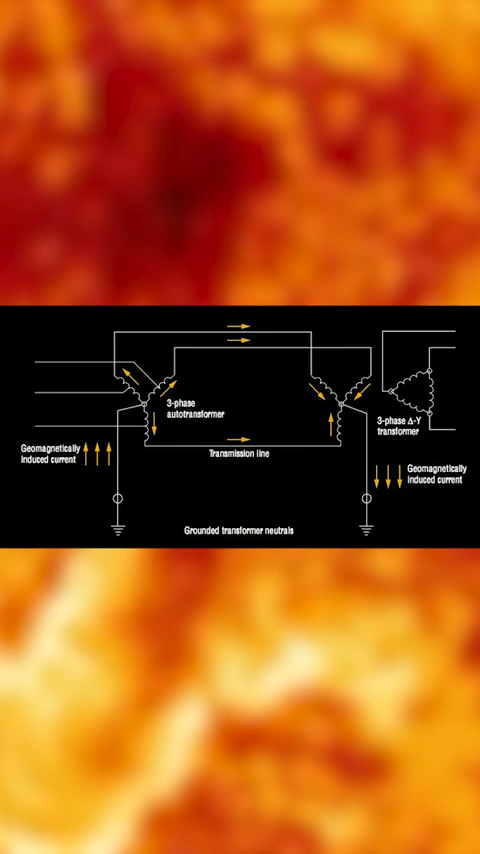 3-phase
autotransformer
3-phase Δ-Y
transformer
Geomagnetically
induced current
Transmission line
Geomagnetically
induced current
Grounded transformer neutrals